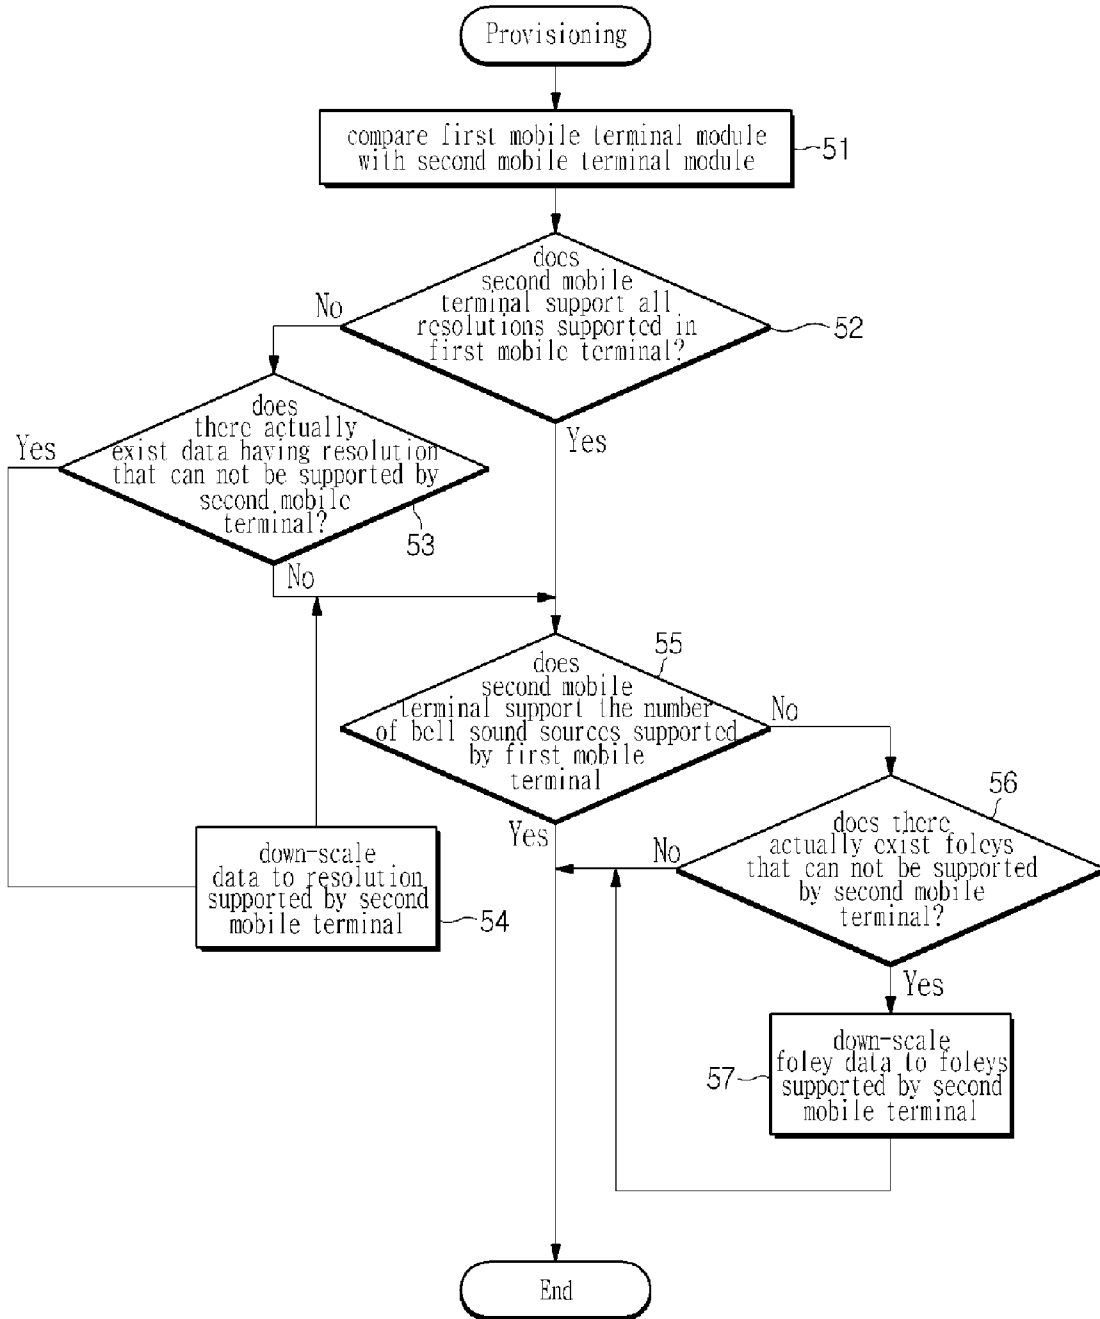 Provisioning
compare first mobile terminal module
with second mobile terminal module
51
does
second mobile
terminal support all
resolutions supported in
first mobile terminal?
52
No
Yes
does
there actually
exist data having resolution
that can not be supported by
second mobile
terminal?
53
Yes
No
55
does
second mobile
terminal support the number
of bell sound sources supported
by first mobile
terminal
No
Yes
56
does there
actually exist foleys
that can not be supported
by second mobile
terminal?
No
Yes
down-scale
data to resolution
supported by second
mobile terminal
54
down-scale
foley data to foleys
supported by second
mobile terminal
57
End